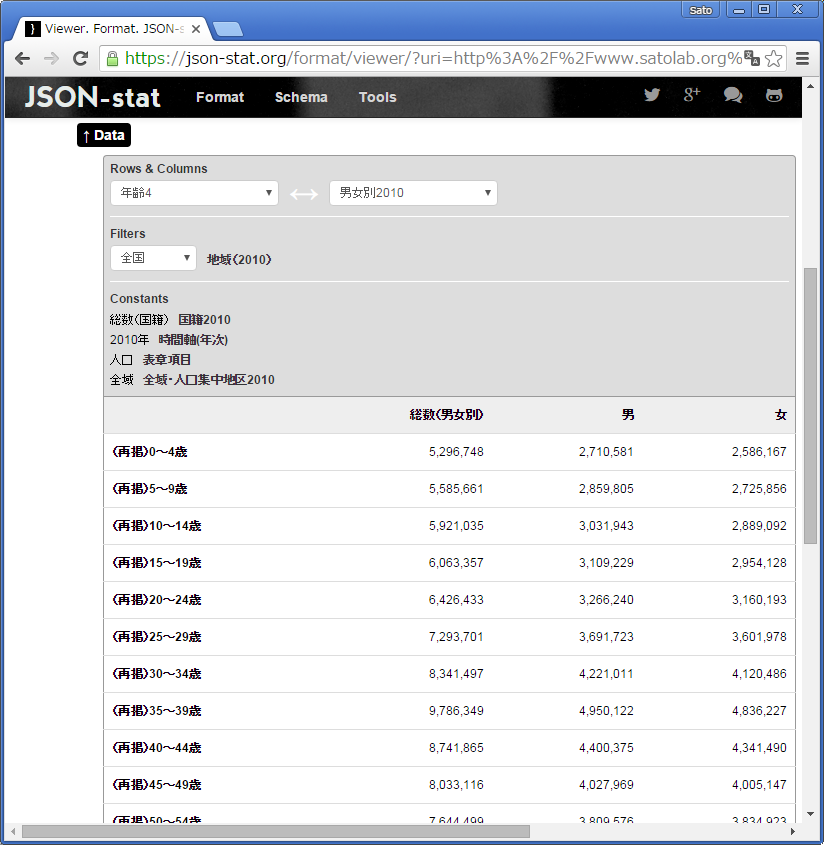 Sato
Viewer. Format. JSON-s
https://json-stat.org/format/viewer/?uri=http%3A%2F%2Fwww.satolab.org%
JSON-stat Format Schema Tools
↑ Data
Rows & Columns
年齢4 男女別2010
Filters
全国 地域(2010)
Constants
総数(国籍) 国籍2010
2010年 時間軸(年次)
人口 表章項目
全域 全域・人口集中地区2010
総数(男女別) 男 女
(再掲)0～4歳 5,296,748 2,710,581 2,586,167
(再掲)5～9歳 5,585,661 2,859,805 2,725,856
(再掲)10～14歳 5,921,035 3,031,943 2,889,092
(再掲)15～19歳 6,063,357 3,109,229 2,954,128
(再掲)20～24歳 6,426,433 3,266,240 3,160,193
(再掲)25～29歳 7,293,701 3,691,723 3,601,978
(再掲)30～34歳 8,341,497 4,221,011 4,120,486
(再掲)35～39歳 9,786,349 4,950,122 4,836,227
(再掲)40～44歳 8,741,865 4,400,375 4,341,490
(再掲)45～49歳 8,033,116 4,027,969 4,005,147
(再掲)50～54歳 7,644,499 3,809,576 3,834,923